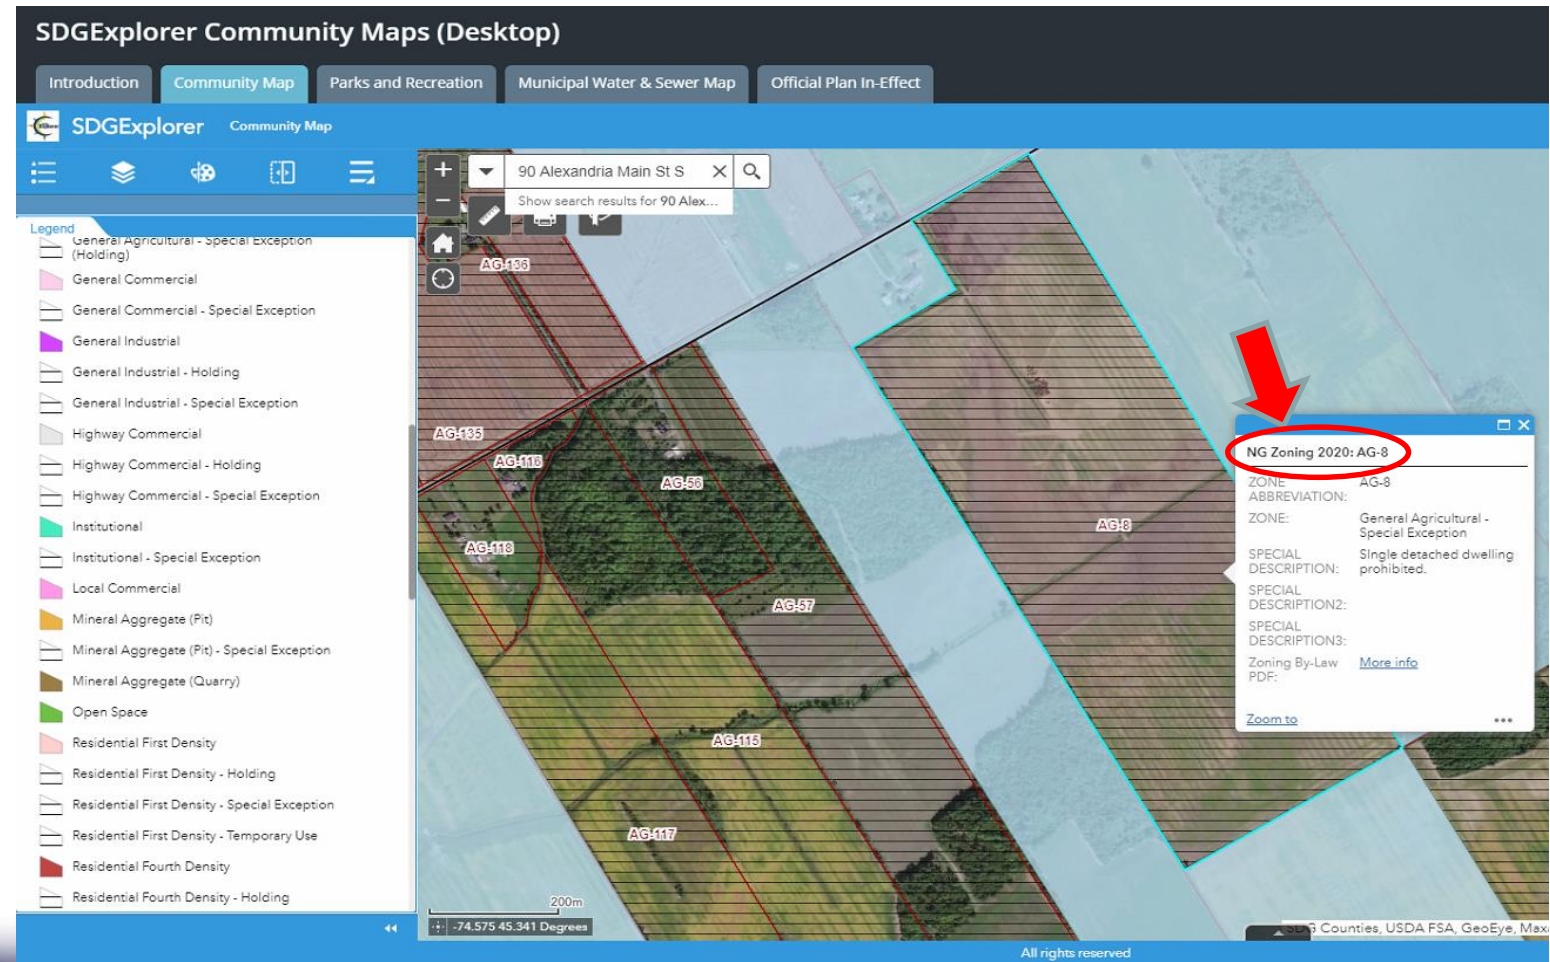 SDGExplorer Community Maps (Desktop)
Introduction
Community Map
Parks and Recreation
Municipal Water & Sewer Map
Official Plan In-Effect
SDGExplorer
Community Map
90 Alexandria Main St S
Show search results for 90 Alex...
Legend
General Agricultural - Special Exception
(Holding)
General Commercial
General Commercial - Special Exception
General Industrial
General Industrial - Holding
General Industrial - Special Exception
Highway Commercial
Highway Commercial - Holding
Highway Commercial - Special Exception
Institutional
Institutional - Special Exception
Local Commercial
Mineral Aggregate (Pit)
Mineral Aggregate (Pit) - Special Exception
Mineral Aggregate (Quarry)
Open Space
Residential First Density
Residential First Density - Holding
Residential First Density - Special Exception
Residential First Density - Temporary Use
Residential Fourth Density
Residential Fourth Density - Holding
AG-136
AG-135
AG-116
AG-56
AG-118
AG-57
AG-8
AG-115
AG-117
NG Zoning 2020: AG-8
ZONE
ABBREVIATION:
AG-8
ZONE:
General Agricultural -
Special Exception
SPECIAL
DESCRIPTION:
SIngle detached dwelling
prohibited.
SPECIAL
DESCRIPTION2:
SPECIAL
DESCRIPTION3:
Zoning By-Law
PDF:
More info
Zoom to
200m
-74.575 45.341 Degrees
Counties, USDA FSA, GeoEye,
All rights reserved